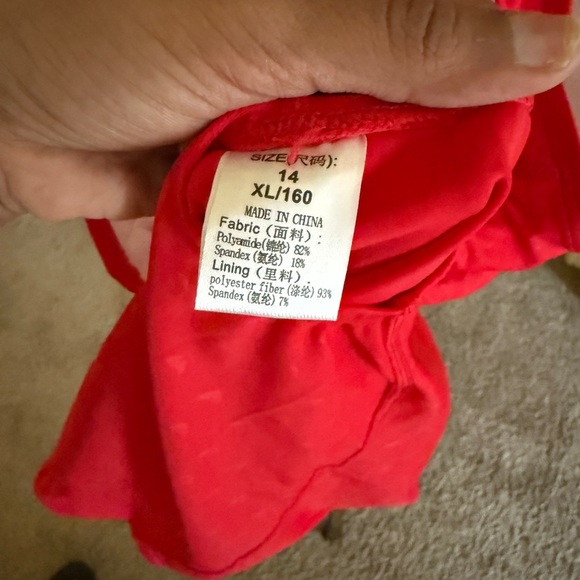 SIZE(尺码):
14
XL/160
MADE IN CHINA
Fabric (面料):
Polyamide(锦纶) 82%
Spandex (氨纶) 18%
Lining (里料).
polyester fiber (涤纶) 93%
Spandex (氨纶) 7%